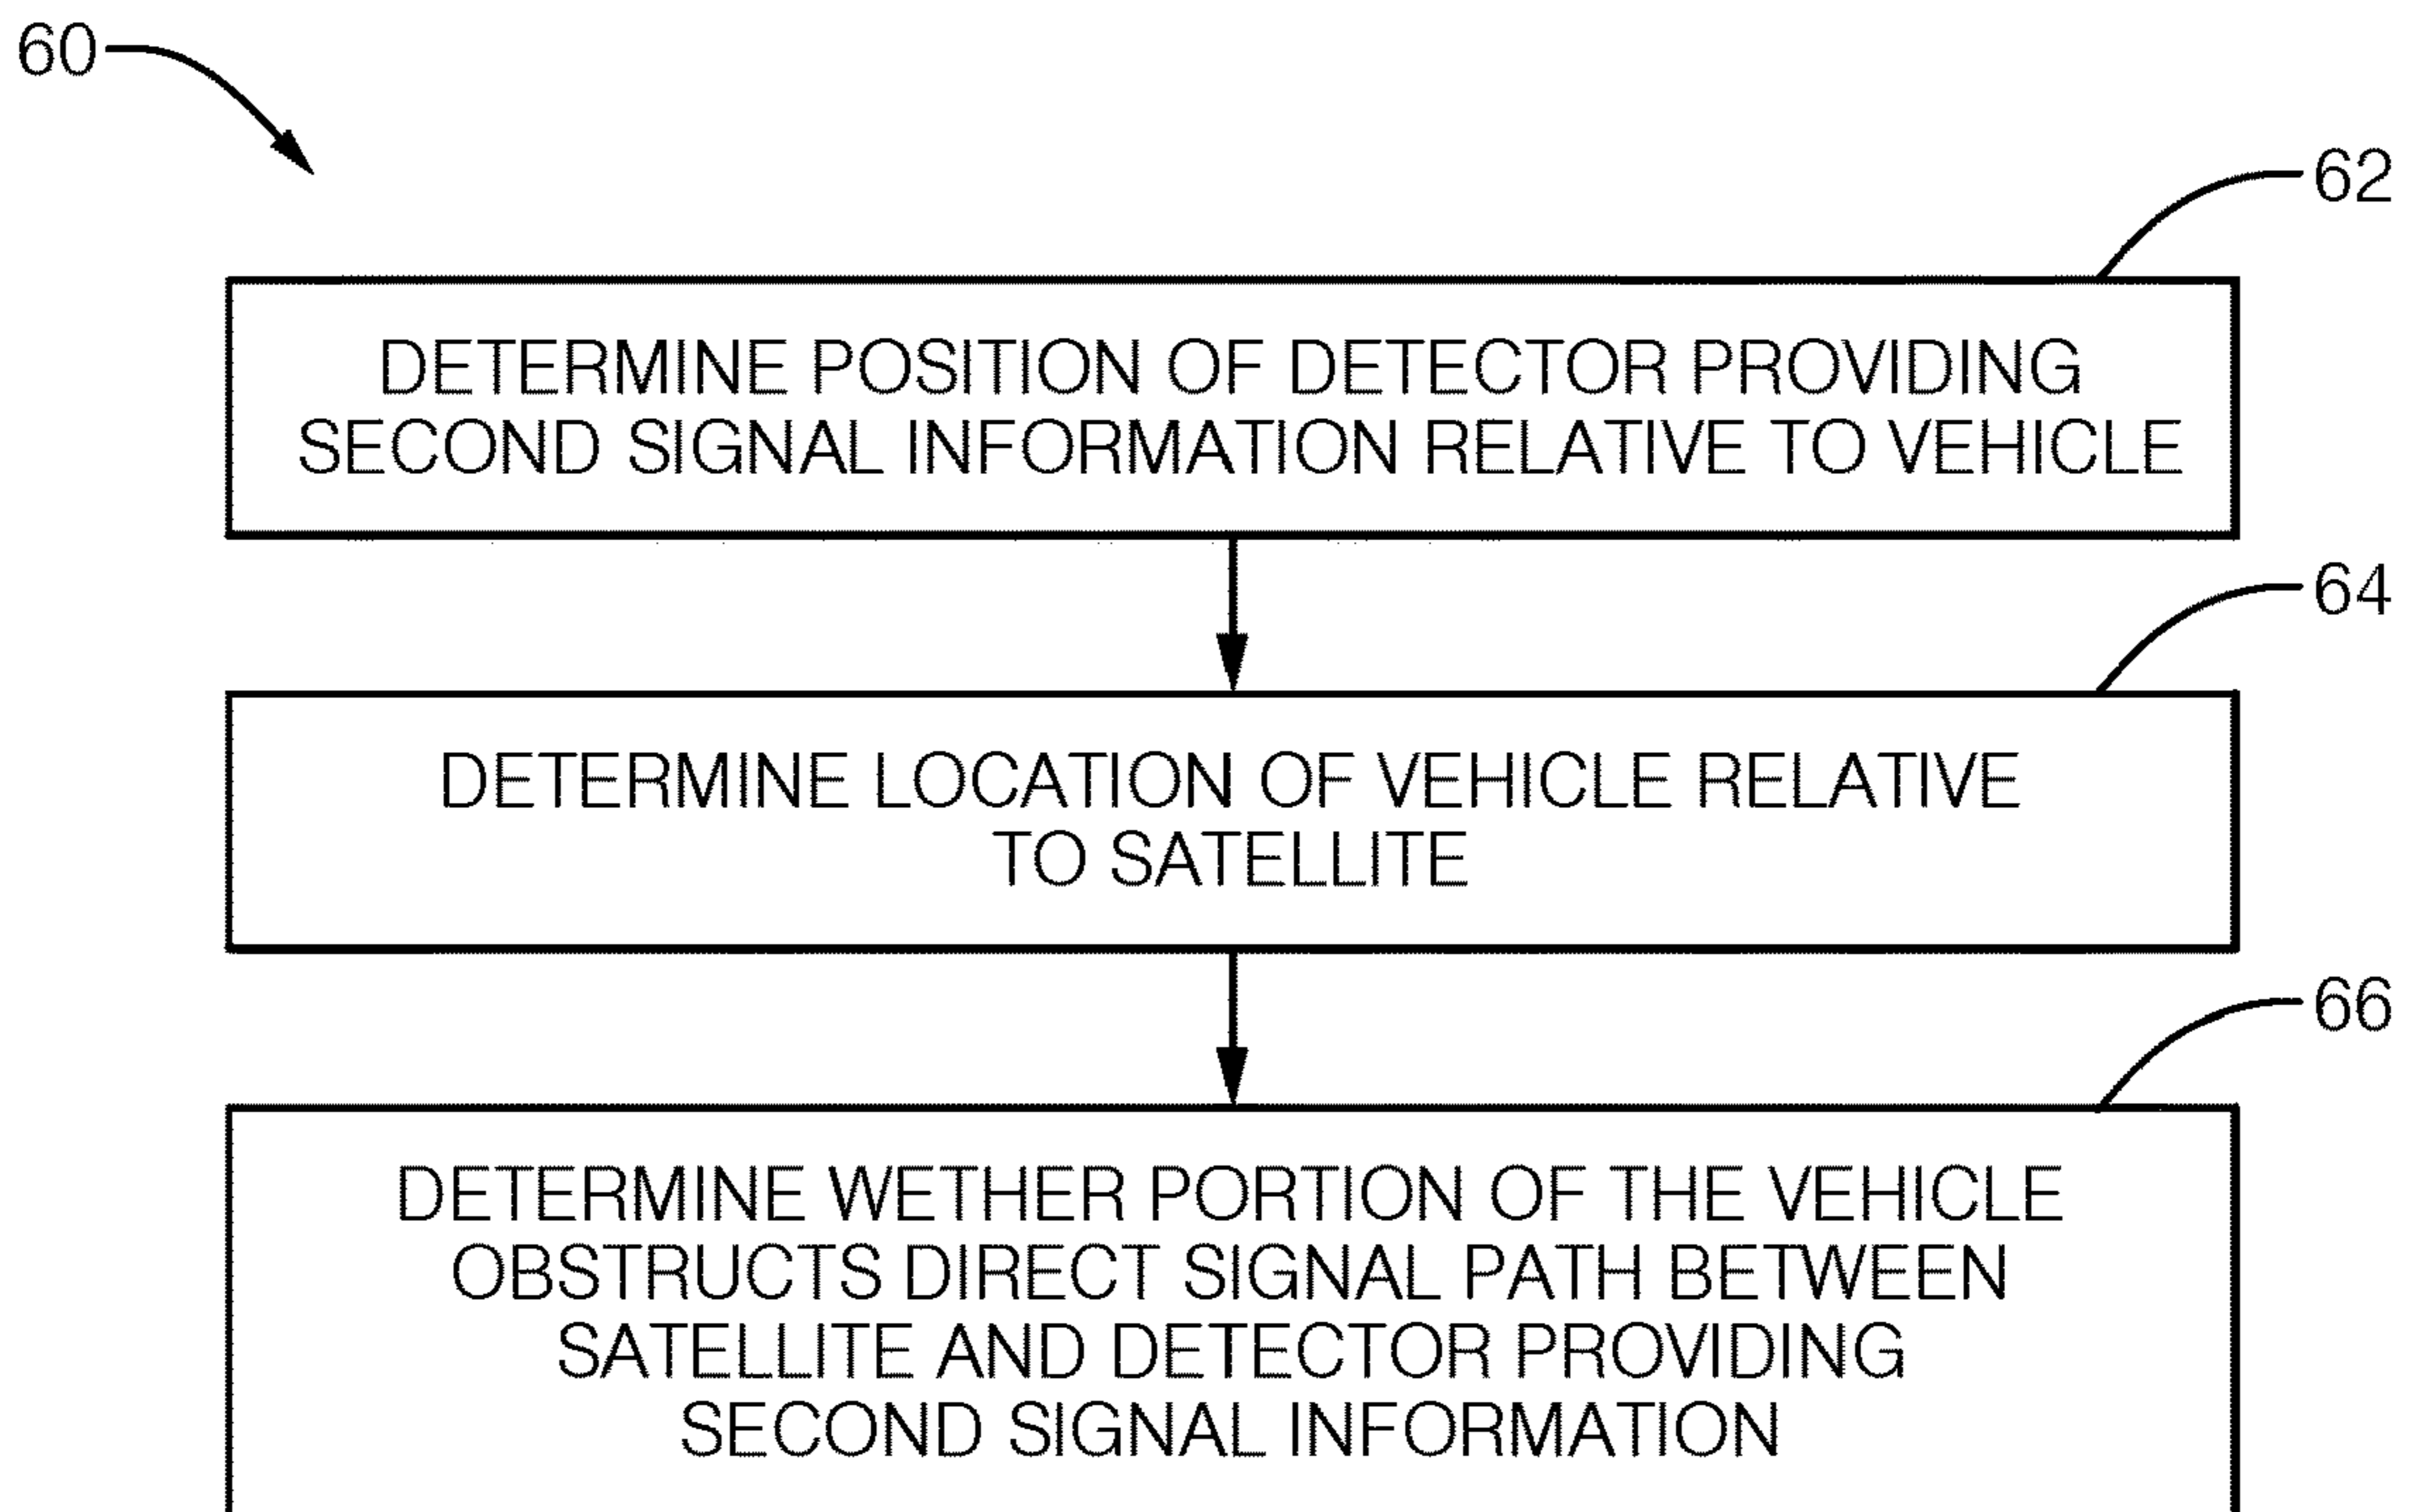 60
62
DETERMINE POSITION OF DETECTOR PROVIDING
SECOND SIGNAL INFORMATION RELATIVE TO VEHICLE
64
DETERMINE LOCATION OF VEHICLE RELATIVE
TO SATELLITE
66
DETERMINE WETHER PORTION OF THE VEHICLE
OBSTRUCTS DIRECT SIGNAL PATH BETWEEN
SATELLITE AND DETECTOR PROVIDING
SECOND SIGNAL INFORMATION